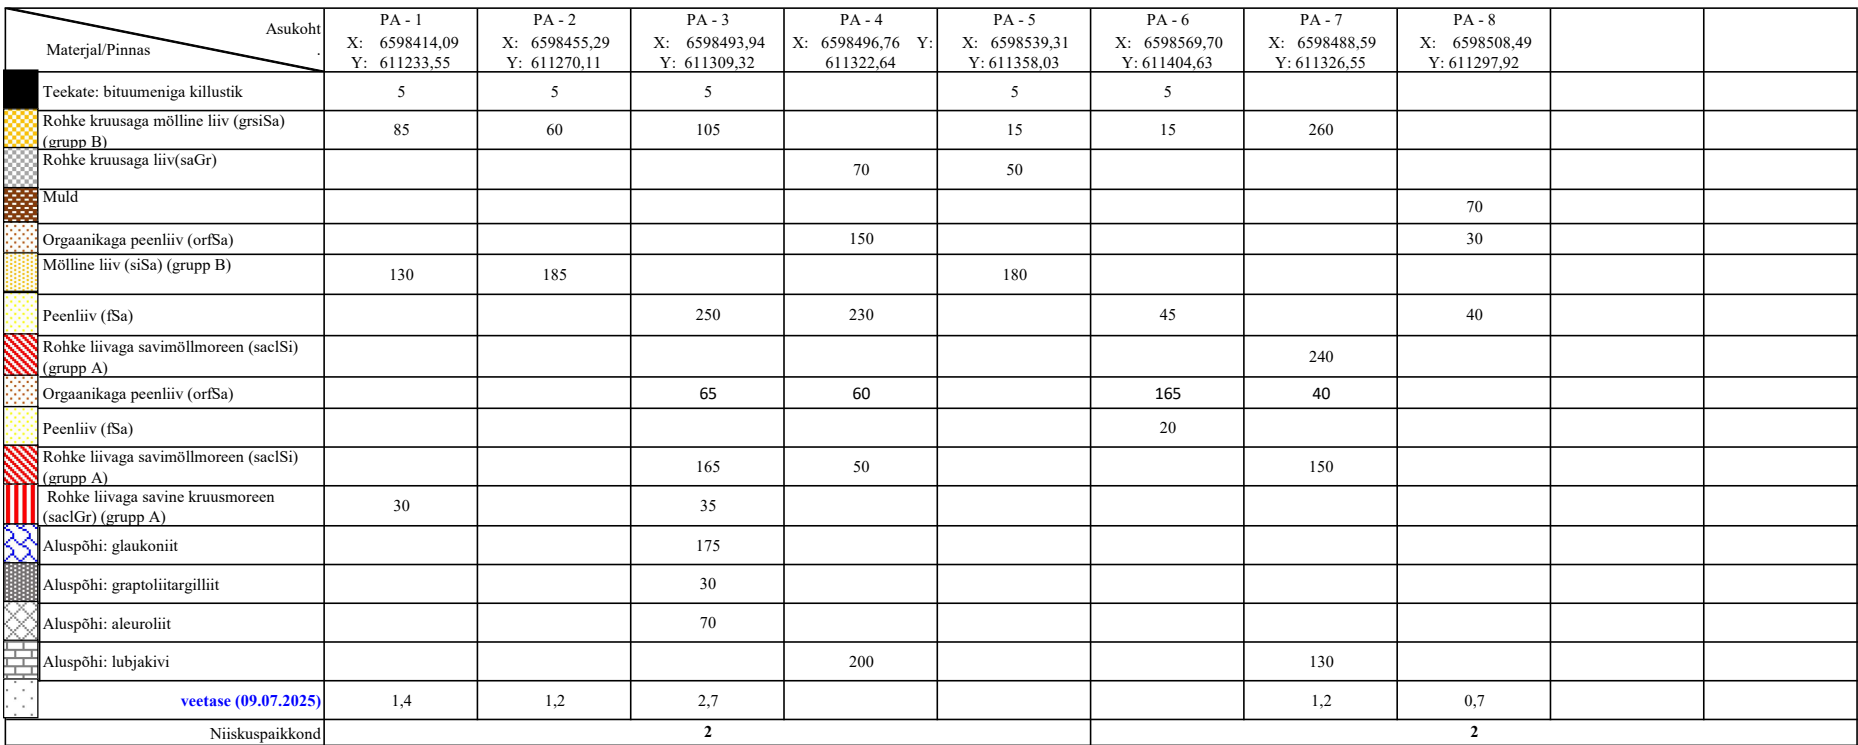 Asukoht
.
Materjal/Pinnas
PA - 1
X: 6598414,09
Y: 611233,55
PA - 2
X: 6598455,29
Y: 611270,11
PA - 3
X: 6598493,94
Y: 611309,32
PA - 4
X: 6598496,76 Y:
611322,64
PA - 5
X: 6598539,31
Y: 611358,03
PA - 6
X: 6598569,70
Y: 611404,63
PA - 7
X: 6598488,59
Y: 611326,55
PA - 8
X: 6598508,49
Y: 611297,92
Teekate: bituumeniga killustik 5 5 5 5 5
Rohke kruusaga mölline liiv (grsiSa)
(grupp B) 85 60 105 15 15 260
Rohke kruusaga liiv(saGr)
70 50
Muld
70
Orgaanikaga peenliiv (orfSa) 150 30
Mölline liiv (siSa) (grupp B)
130 185 180
Peenliiv (fSa) 250 230 45 40
Rohke liivaga savimöllmoreen (saclSi)
(grupp A) 240
Orgaanikaga peenliiv (orfSa) 65 60 165 40
Peenliiv (fSa) 20
Rohke liivaga savimöllmoreen (saclSi)
(grupp A) 165 50 150
Rohke liivaga savine kruusmoreen
(saclGr) (grupp A) 30 35
Aluspõhi: glaukoniit 175
Aluspõhi: graptoliitargilliit 30
Aluspõhi: aleuroliit 70
Aluspõhi: lubjakivi 200 130
veetase (09.07.2025) 1,4 1,2 2,7 1,2 0,7
Niiskuspaikkond 2 2